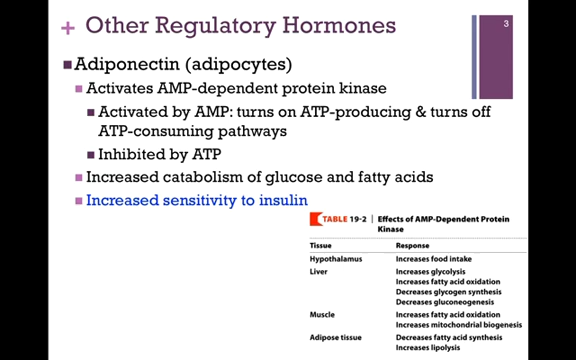 3
+ Other Regulatory Hormones
Adiponectin (adipocytes)
Activates AMP-dependent protein kinase
Activated by AMP: turns on ATP-producing & turns off
ATP-consuming pathways
Inhibited by ATP
Increased catabolism of glucose and fatty acids
Increased sensitivity to insulin
TABLE 19-2 | Effects of AMP-Dependent Protein
Kinase
Tissue Response
Hypothalamus Increases food intake
Liver Increases glycolysis
Increases fatty acid oxidation
Decreases glycogen synthesis
Decreases gluconeogenesis
Muscle Increases fatty acid oxidation
Increases mitochondrial biogenesis
Adipose tissue Decreases fatty acid synthesis
Increases lipolysis